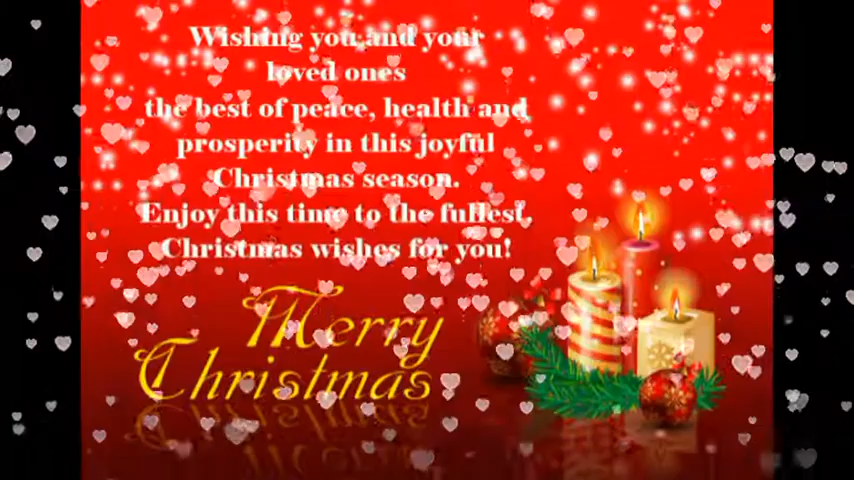 Wishing you and your
loved ones
the best of peace, health and
prosperity in this joyful
Christmas season.
Enjoy this time to the fullest.
Christmas wishes for you!
Merry
Christmas